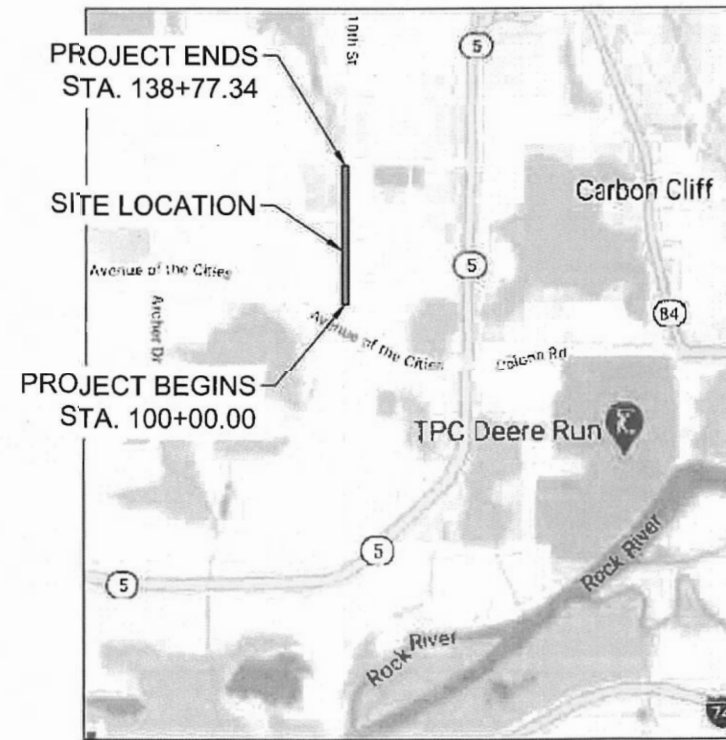 10th St
5
PROJECT ENDS
STA. 138+77.34
Carbon Cliff
SITE LOCATION
5
Avenue of the Cities
84
Archer Dr
Avenue of the Cities
Rd
PROJECT BEGINS
STA. 100+00.00
TPC Deere Run
5
5
Rock River
Rock River
74